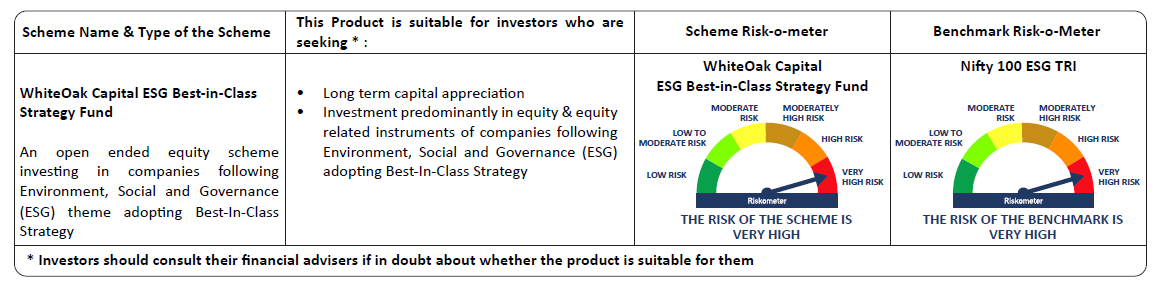 Scheme Name & Type of the Scheme
This Product is suitable for investors who are
seeking * :
Scheme Risk-o-meter
Benchmark Risk-o-Meter
WhiteOak Capital ESG Best-in-Class
Strategy Fund
An open ended equity scheme
investing in companies following
Environment, Social and Governance
(ESG) theme adopting Best-In-Class
Strategy
• Long term capital appreciation
• Investment predominantly in equity & equity
related instruments of companies following
Environment, Social and Governance (ESG)
adopting Best-In-Class Strategy
WhiteOak Capital
ESG Best-in-Class Strategy Fund
LOW RISK
LOW TO
MODERATE RISK
MODERATE
RISK
MODERATELY
HIGH RISK
HIGH RISK
VERY
HIGH RISK
Riskometer
THE RISK OF THE SCHEME IS
VERY HIGH
Nifty 100 ESG TRI
LOW RISK
LOW TO
MODERATE RISK
MODERATE
RISK
MODERATELY
HIGH RISK
HIGH RISK
VERY
HIGH RISK
Riskometer
THE RISK OF THE BENCHMARK IS
VERY HIGH
* Investors should consult their financial advisers if in doubt about whether the product is suitable for them